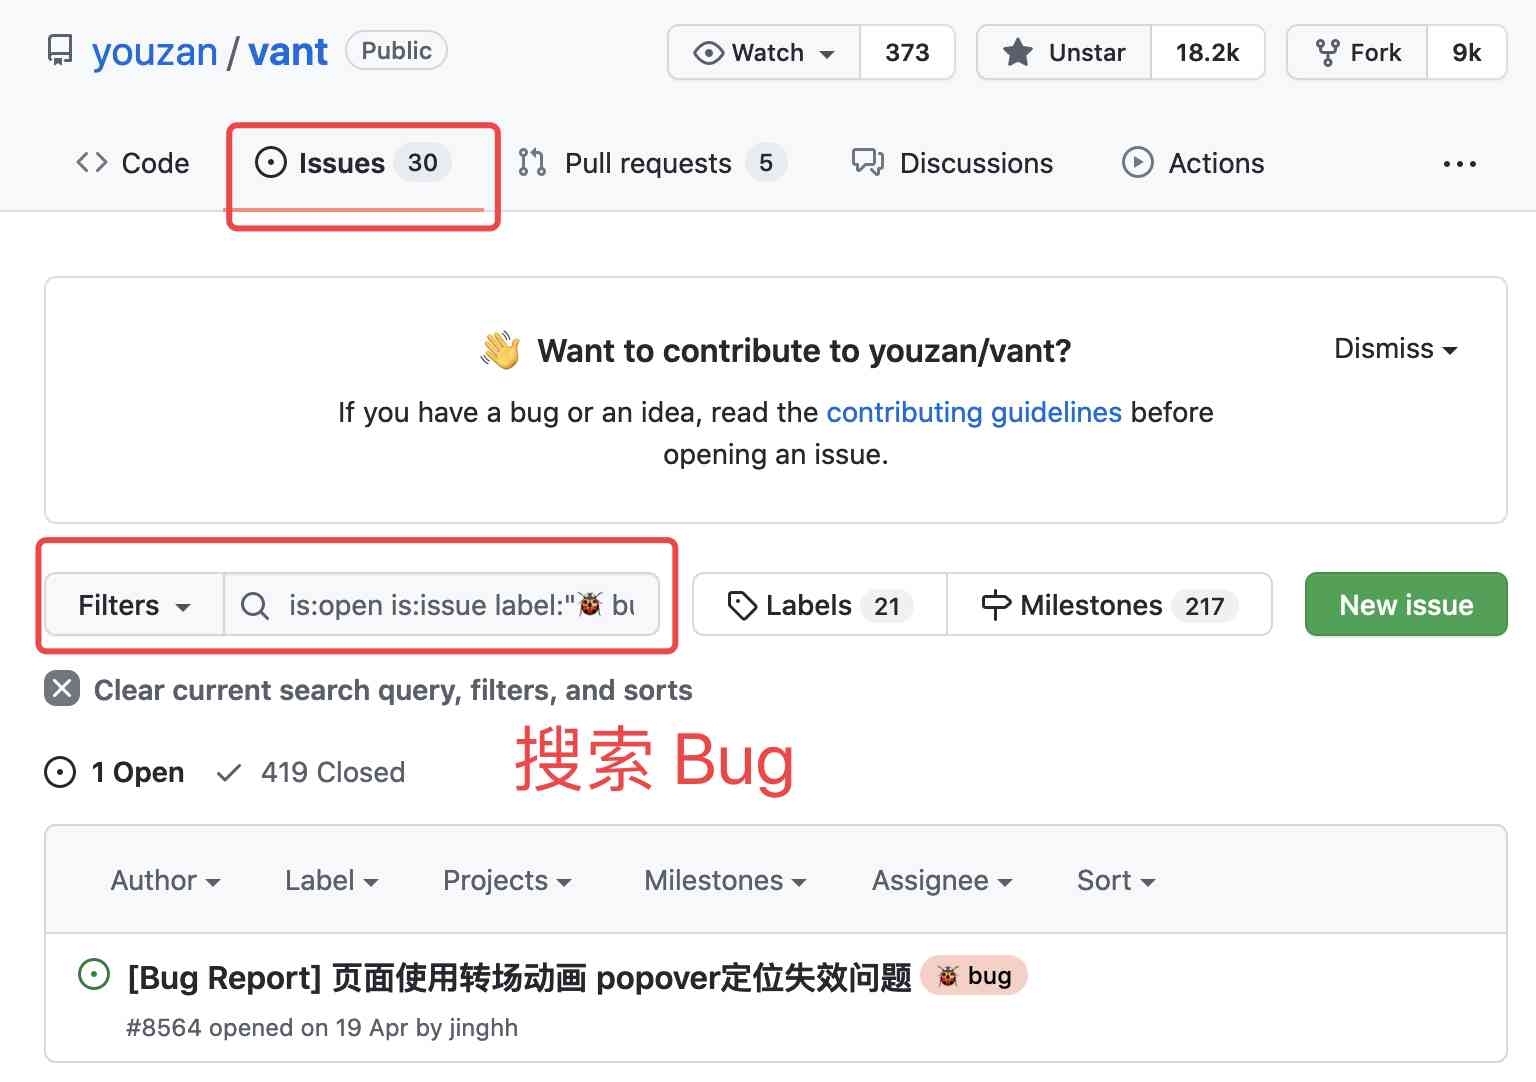 youzan / vant Public Watch 373 Unstar 18.2k Fork 9k
Code Issues 30 Pull requests 5 Discussions Actions ...
👋 Want to contribute to youzan/vant? Dismiss
If you have a bug or an idea, read the contributing guidelines before
opening an issue.
Filters is:open is:issue label:"🐞 bu Labels 21 Milestones 217 New issue
Clear current search query, filters, and sorts
搜索 Bug
1 Open 419 Closed
Author Label Projects Milestones Assignee Sort
[Bug Report] 页面使用转场动画 popover定位失效问题 🐞 bug
#8564 opened on 19 Apr by jinghh